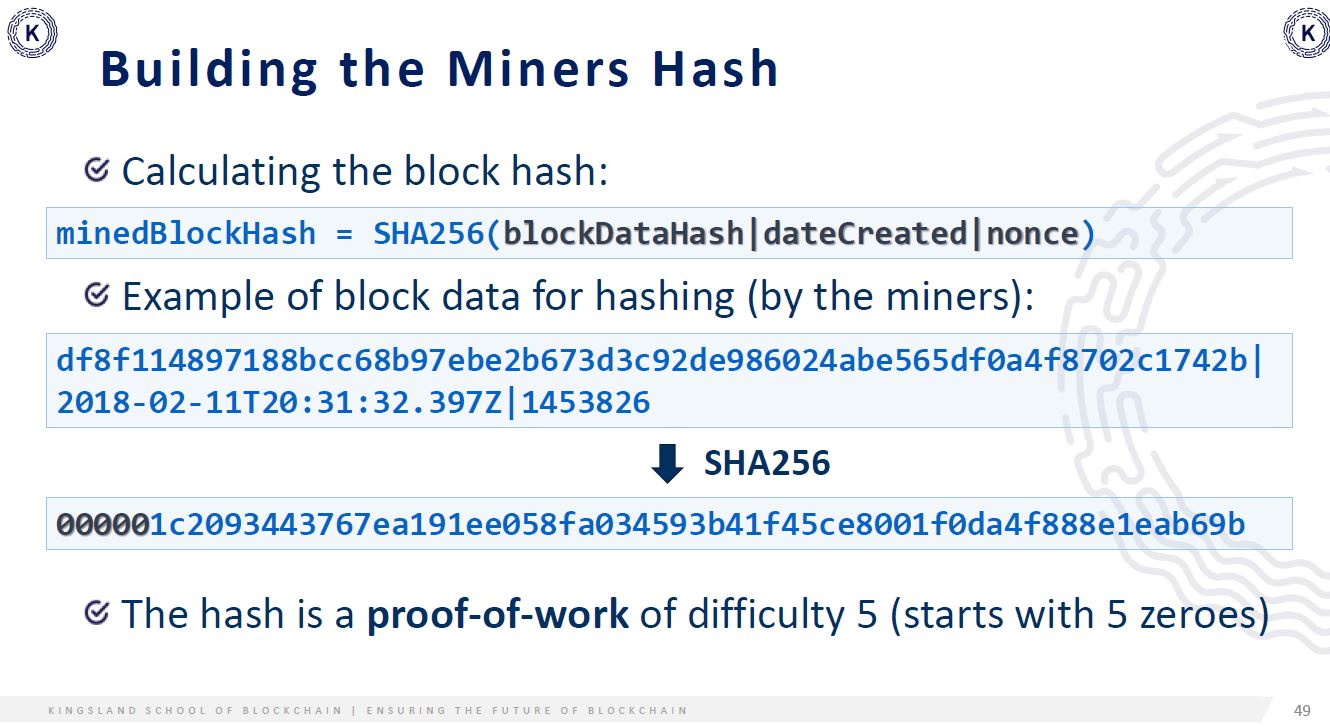 K
K
Building the Miners Hash
Calculating the block hash:
minedBlockHash = SHA256(blockDataHash|dateCreated|nonce)
Example of block data for hashing (by the miners):
df8f114897188bcc68b97ebe2b673d3c92de986024abe565df0a4f8702c1742b|
2018-02-11T20:31:32.397Z|1453826
SHA256
000001c2093443767ea191ee058fa034593b41f45ce8001f0da4f888e1eab69b
The hash is a proof-of-work of difficulty 5 (starts with 5 zeroes)
KINGSLAND SCHOOL OF BLOCKCHAIN | ENSURING THE FUTURE OF BLOCKCHAIN
49